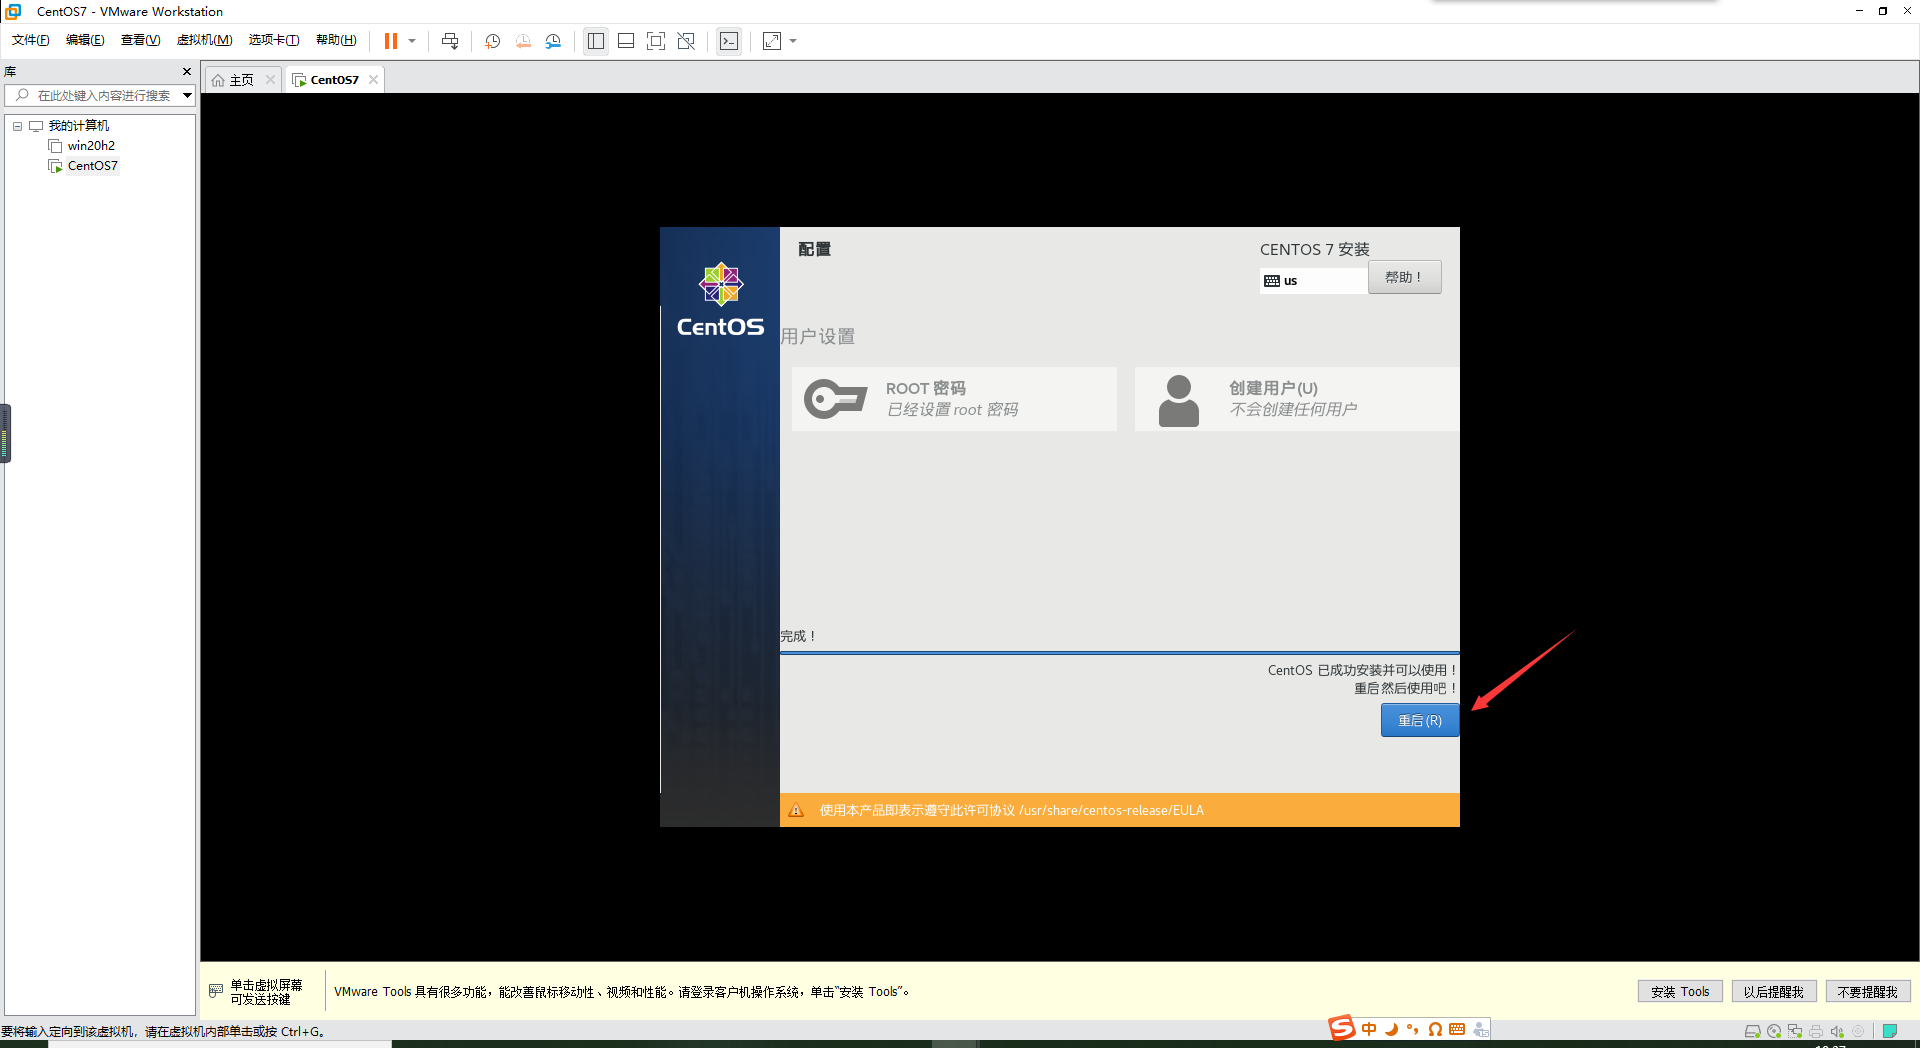 CentOS7 - VMware Workstation
文件(F) 编辑(E) 查看(V) 虚拟机(M) 选项卡(T) 帮助(H)
库
在此处键入内容进行搜索
我的计算机
win20h2
CentOS7
主页
CentOS7
CentOS
配置
CENTOS 7 安装
us
帮助！
用户设置
ROOT 密码
已经设置 root 密码
创建用户(U)
不会创建任何用户
完成！
CentOS 已成功安装并可以使用！
重启然后使用吧！
重启(R)
使用本产品即表示遵守此许可协议 /usr/share/centos-release/EULA
单击虚拟屏幕
可发送按键
VMware Tools 具有很多功能，能改善鼠标移动性、视频和性能。请登录客户机操作系统，单击“安装 Tools”。
安装 Tools
以后提醒我
不要提醒我
要将输入定向到该虚拟机，请在虚拟机内部单击或按 Ctrl+G。
中